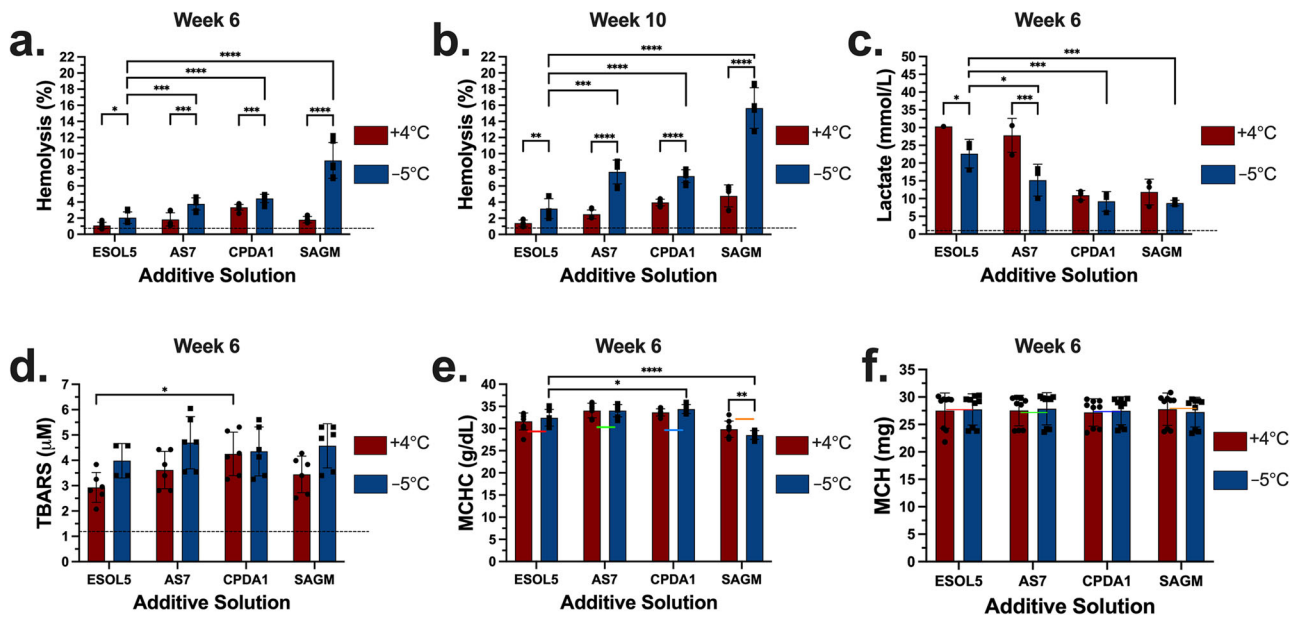 a.
Week 6
Hemolysis (%)
22
20
18
16
14
12
10
8
6
4
2
0
****
****
***
*
***
***
****
ESOL5
AS7
CPDA1
SAGM
Additive Solution
+4°C
−5°C
b.
Week 10
Hemolysis (%)
22
20
18
16
14
12
10
8
6
4
2
0
****
****
***
**
****
****
****
ESOL5
AS7
CPDA1
SAGM
Additive Solution
+4°C
−5°C
c.
Week 6
Lactate (mmol/L)
50
45
40
35
30
25
20
15
10
5
0
***
***
*
*
***
ESOL5
AS7
CPDA1
SAGM
Additive Solution
+4°C
−5°C
d.
Week 6
TBARS (μM)
7
6
5
4
3
2
1
0
*
ESOL5
AS7
CPDA1
SAGM
Additive Solution
+4°C
−5°C
e.
Week 6
MCHC (g/dL)
40
35
30
25
20
15
10
5
0
****
*
**
ESOL5
AS7
CPDA1
SAGM
Additive Solution
+4°C
−5°C
f.
Week 6
MCH (mg)
35
30
25
20
15
10
5
0
ESOL5
AS7
CPDA1
SAGM
Additive Solution
+4°C
−5°C